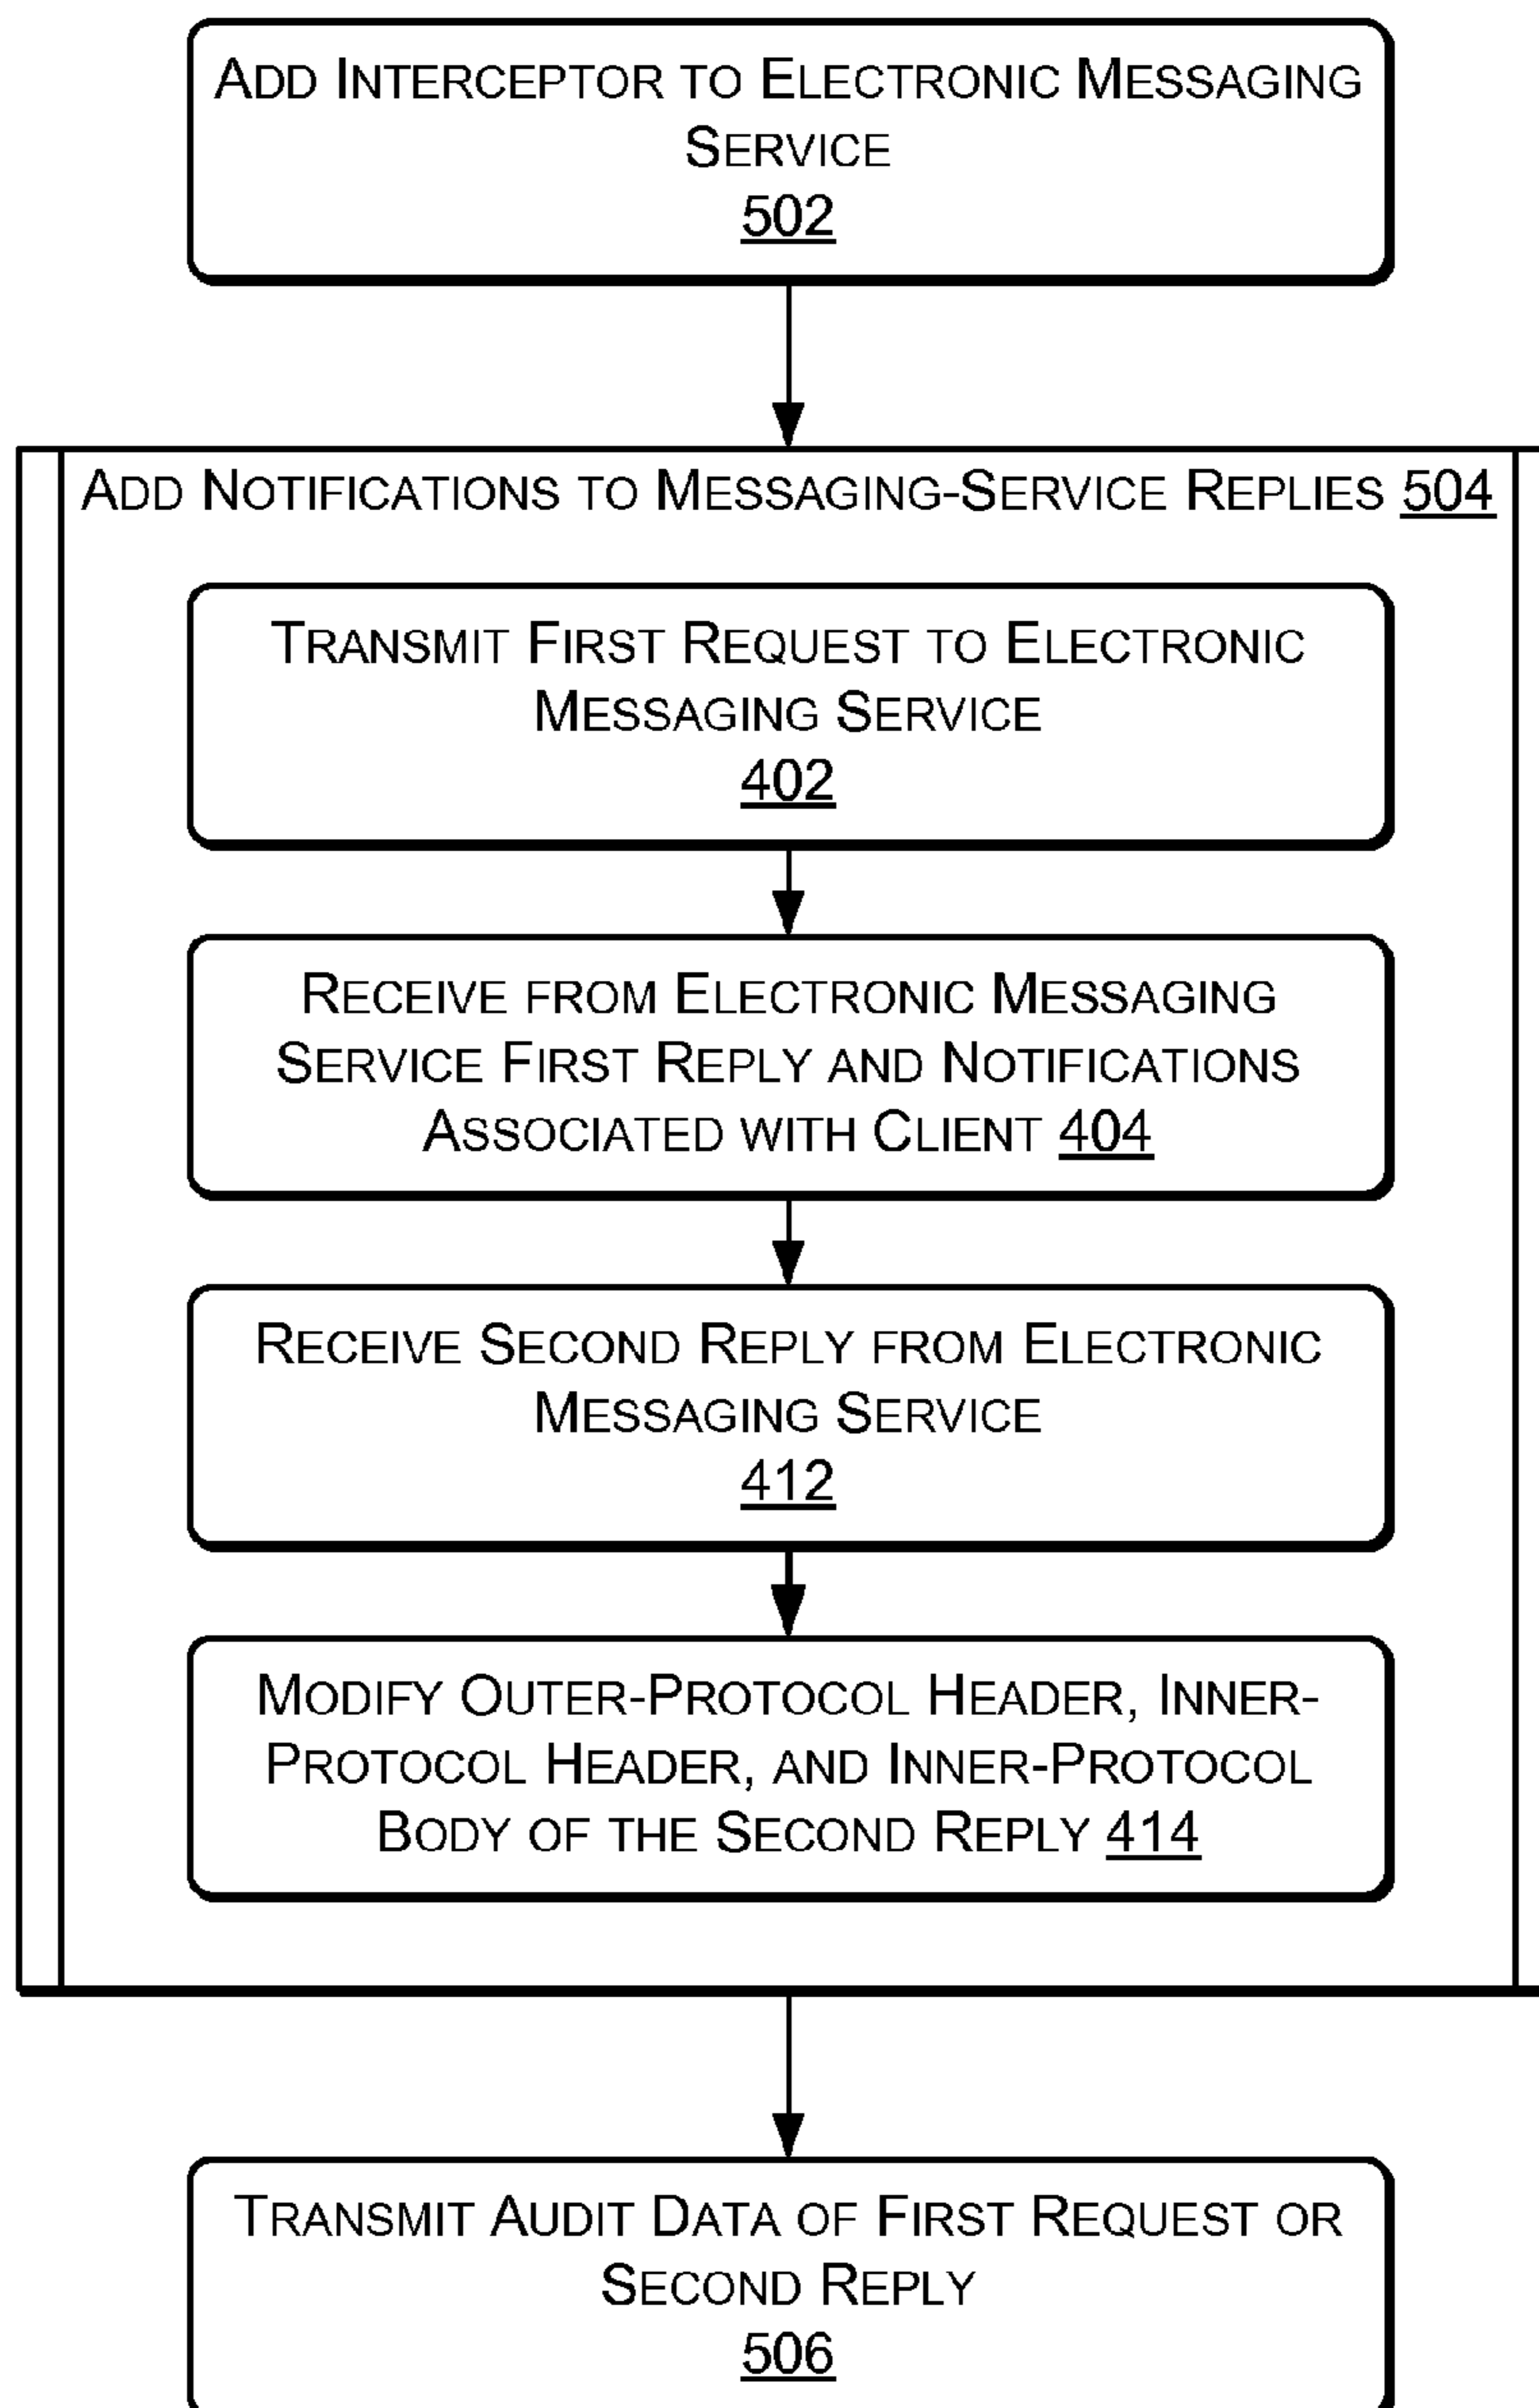 ADD INTERCEPTOR TO ELECTRONIC MESSAGING
SERVICE
502
ADD NOTIFICATIONS TO MESSAGING-SERVICE REPLIES 504
TRANSMIT FIRST REQUEST TO ELECTRONIC
MESSAGING SERVICE
402
RECEIVE FROM ELECTRONIC MESSAGING
SERVICE FIRST REPLY AND NOTIFICATIONS
ASSOCIATED WITH CLIENT 404
RECEIVE SECOND REPLY FROM ELECTRONIC
MESSAGING SERVICE
412
MODIFY OUTER-PROTOCOL HEADER, INNER-
PROTOCOL HEADER, AND INNER-PROTOCOL
BODY OF THE SECOND REPLY 414
TRANSMIT AUDIT DATA OF FIRST REQUEST OR
SECOND REPLY
506